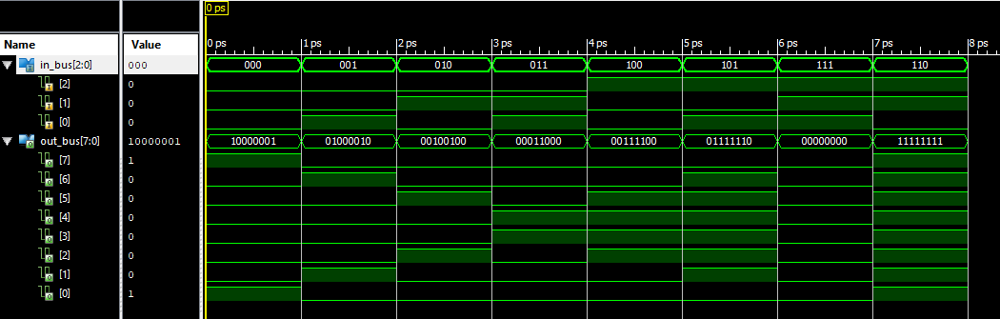 0 ps
Name Value 0 ps 1 ps 2 ps 3 ps 4 ps 5 ps 6 ps 7 ps 8 ps
in_bus[2:0] 000 000 001 010 011 100 101 111 110
[2] 0
[1] 0
[0] 0
out_bus[7:0] 10000001 10000001 01000010 00100100 00011000 00111100 01111110 00000000 11111111
[7] 1
[6] 0
[5] 0
[4] 0
[3] 0
[2] 0
[1] 0
[0] 1